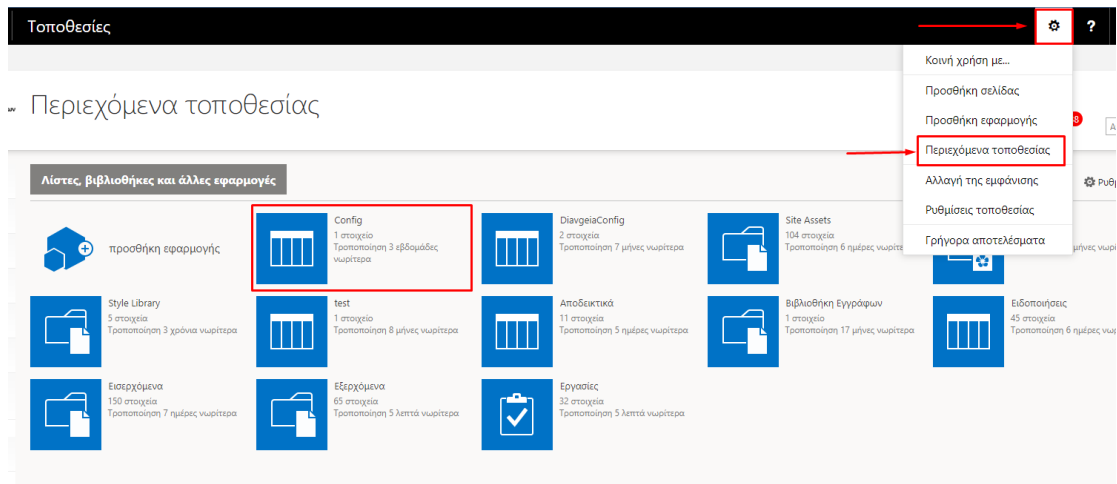 Τοποθεσίες
?
Κοινή χρήση με...
Προσθήκη σελίδας
Προσθήκη εφαρμογής
Περιεχόμενα τοποθεσίας
Αλλαγή της εμφάνισης
Ρυθμίσεις τοποθεσίας
Γρήγορα αποτελέσματα
Περιεχόμενα τοποθεσίας
Λίστες, βιβλιοθήκες και άλλες εφαρμογές
προσθήκη εφαρμογής
Config
1 στοιχείο
Τροποποίηση 3 εβδομάδες
νωρίτερα
DiavgeiaConfig
2 στοιχεία
Τροποποίηση 7 μήνες νωρίτερα
Site Assets
104 στοιχεία
Τροποποίηση 6 ημέρες νωρίτε
Style Library
5 στοιχεία
Τροποποίηση 3 χρόνια νωρίτερα
test
1 στοιχείο
Τροποποίηση 8 μήνες νωρίτερα
Αποδεικτικά
11 στοιχεία
Τροποποίηση 5 ημέρες νωρίτερα
Βιβλιοθήκη Εγγράφων
1 στοιχείο
Τροποποίηση 17 μήνες νωρίτερα
Ειδοποιήσεις
45 στοιχεία
Τροποποίηση 6 ημέρες νωρ
Εισερχόμενα
150 στοιχεία
Τροποποίηση 7 ημέρες νωρίτερα
Εξερχόμενα
65 στοιχεία
Τροποποίηση 5 λεπτά νωρίτερα
Εργασίες
32 στοιχεία
Τροποποίηση 5 λεπτά νωρίτερα